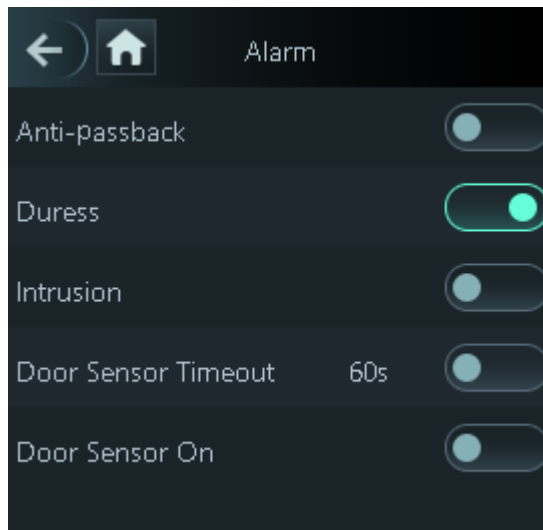 Alarm
Anti-passback
Duress
Intrusion
Door Sensor Timeout 60s
Door Sensor On